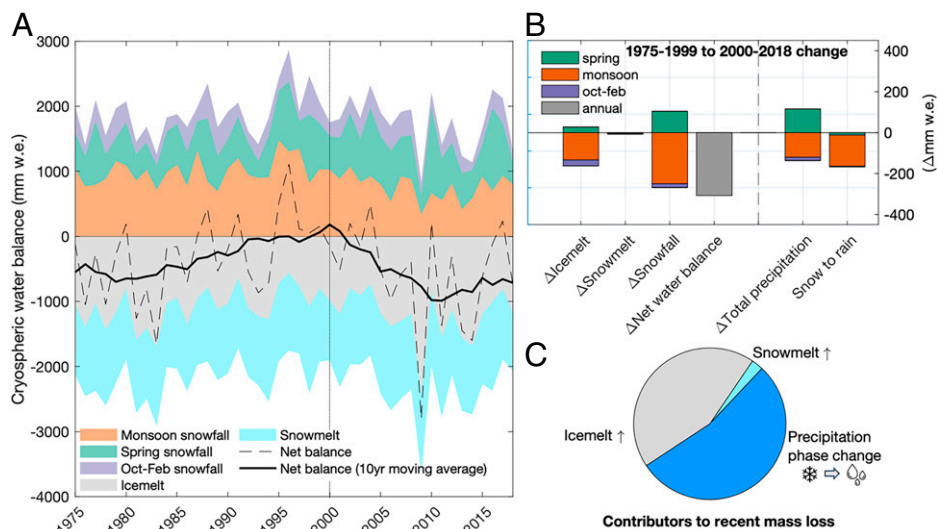 A
Cryospheric water balance (mm w.e.)
3000
2000
1000
0
-1000
-2000
-3000
-4000
Monsoon snowfall
Spring snowfall
Oct-Feb snowfall
Icemelt
Snowmelt
Net balance
Net balance (10yr moving average)
1975
1980
1985
1990
1995
2000
2005
2010
2015
B
1975-1999 to 2000-2018 change
spring
monsoon
oct-feb
annual
400
200
0
-200
-400
(Δmm w.e.)
ΔIcemelt
ΔSnowmelt
ΔSnowfall
ΔNet water balance
ΔTotal precipitation
Snow to rain
C
Snowmelt ↑
Icemelt ↑
Precipitation
phase change
Contributors to recent mass loss